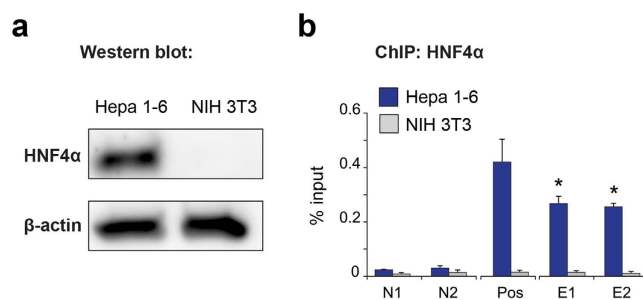 a
Western blot:
Hepa 1-6 NIH 3T3
HNF4α
β-actin
b
ChIP: HNF4α
Hepa 1-6
NIH 3T3
% input
0.6
0.4
0.2
0
* *
N1 N2 Pos E1 E2